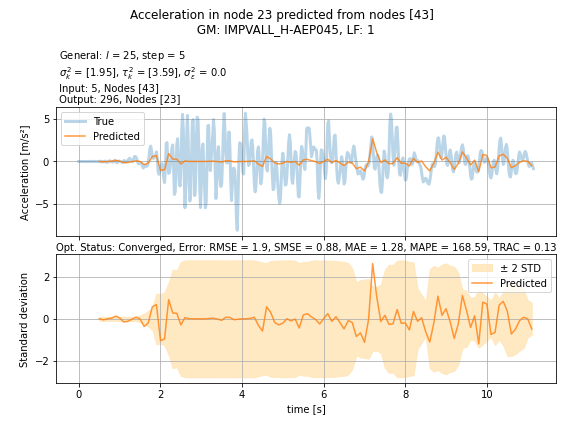 Acceleration in node 23 predicted from nodes [43]
GM: IMPVALL_H-AEP045, LF: 1
General: l = 25, step = 5
σ²ₖ = [1.95], τ²ₖ = [3.59], σ²ε = 0.0
Input: 5, Nodes [43]
Output: 296, Nodes [23]
True
Predicted
Acceleration [m/s²]
5
0
−5
Opt. Status: Converged, Error: RMSE = 1.9, SMSE = 0.88, MAE = 1.28, MAPE = 168.59, TRAC = 0.13
± 2 STD
Predicted
Standard deviation
2
0
−2
0 2 4 6 8 10
time [s]